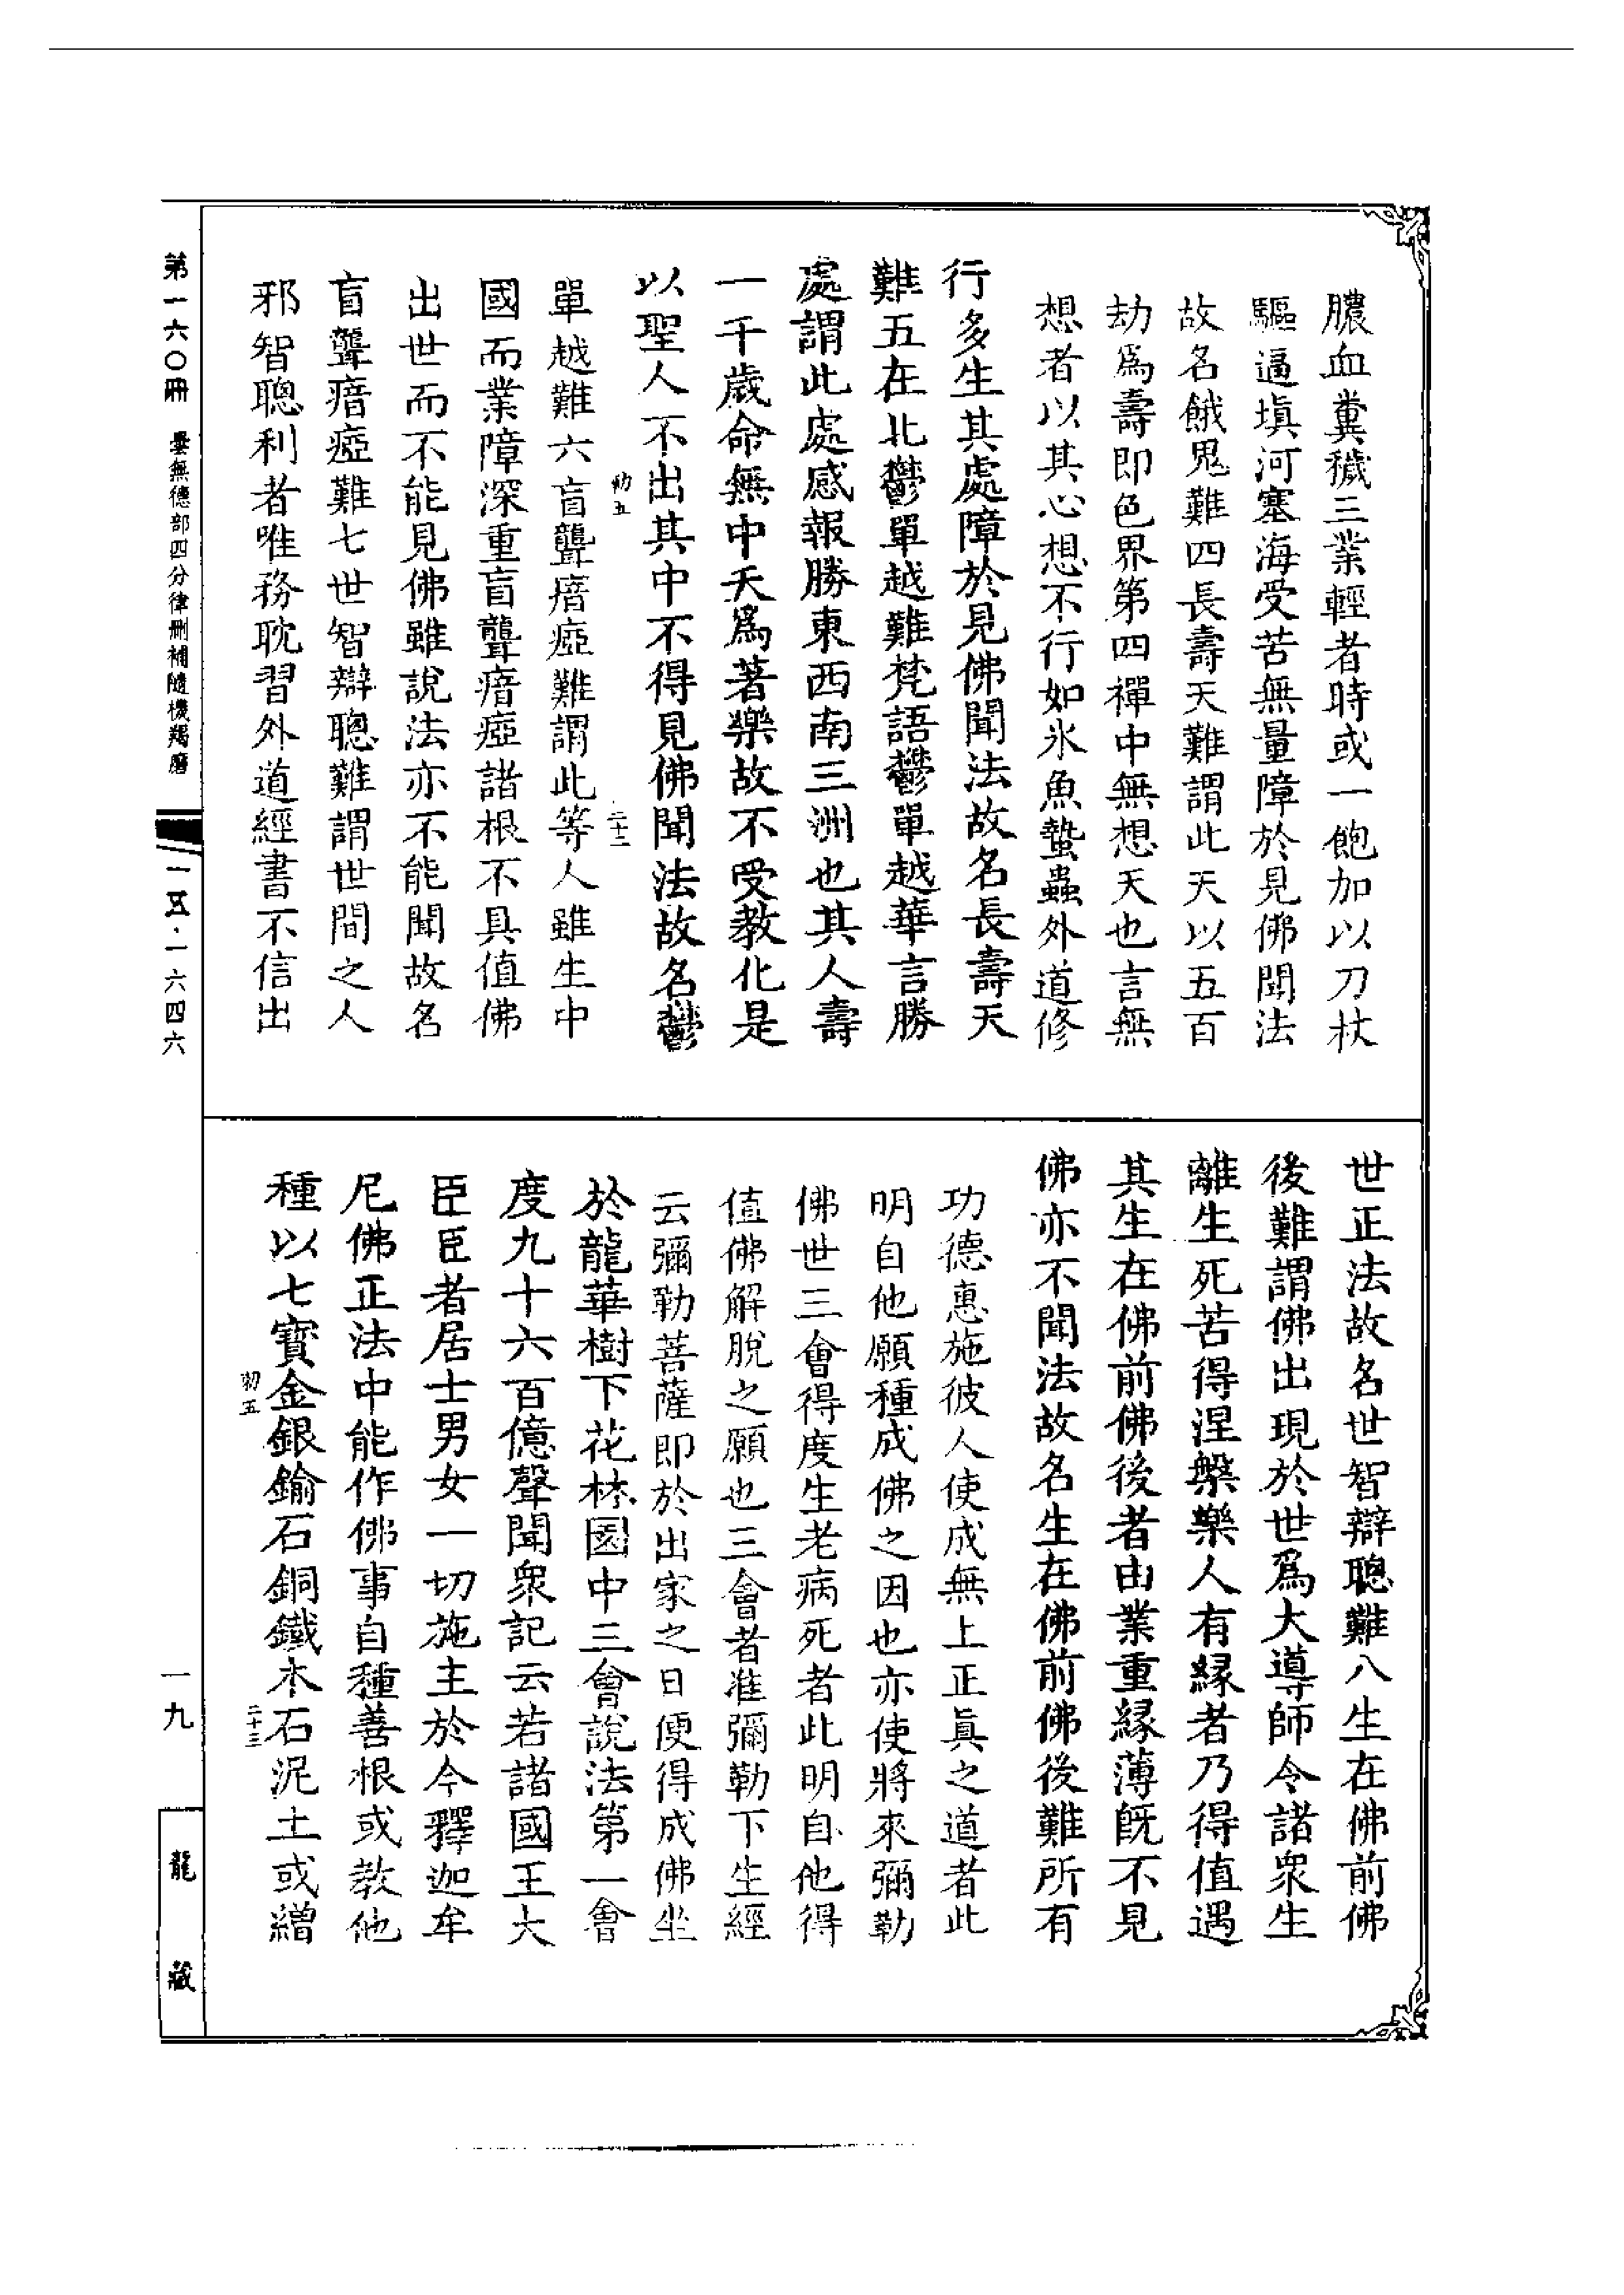 膿血糞穢三業輕者時或一飽加以刀杖
驅逼塡河塞海受苦無量障於見佛聞法
故名餓鬼難四長壽天難謂此天以五百
劫爲壽即色界第四禪中無想天也言無
想者以其心想不行如氷魚蟄蟲外道修
行多生其處障於見佛聞法故名長壽天
難五在北鬱單越難梵語鬱單越華言勝
處謂此處感報勝東西南三洲也其人壽
一千歲命無中夭爲著樂故不受教化是
以聖人不出其中不得見佛聞法故名鬱
單越難六盲聾瘖瘂難謂此等人雖生中
國而業障深重盲聾瘖瘂諸根不具值佛
出世而不能見佛雖說法亦不能聞故名
盲聾瘖瘂難七世智辯聰難謂世間之人
邪智聰利者唯務耽習外道經書不信出
世正法故名世智辯聰難八生在佛前佛
後難謂佛出現於世爲大導師令諸衆生
離生死苦得涅槃樂人有緣者乃得值遇
其生在佛前佛後者由業重緣薄旣不見
佛亦不聞法故名生在佛前佛後難所有
功德惠施彼人使成無上正眞之道者此
明自他願種成佛之因也亦使將來彌勒
佛世三會得度生老病死者此明自他得
值佛解脫之願也三會者准彌勒下生經
云彌勒菩薩即於出家之日便得成佛坐
於龍華樹下花林園中三會說法第一會
度九十六百億聲聞衆記云若諸國王大
臣臣者居士男女一切施主於今釋迦牟
尼佛正法中能作佛事自種善根或教他
種以七寶金銀鍮石銅鐵木石泥土或繒
第一六〇冊
曇無德部四分律刪補隨機羯磨
一五·一六四六
一九
龍藏
二十二
二十三